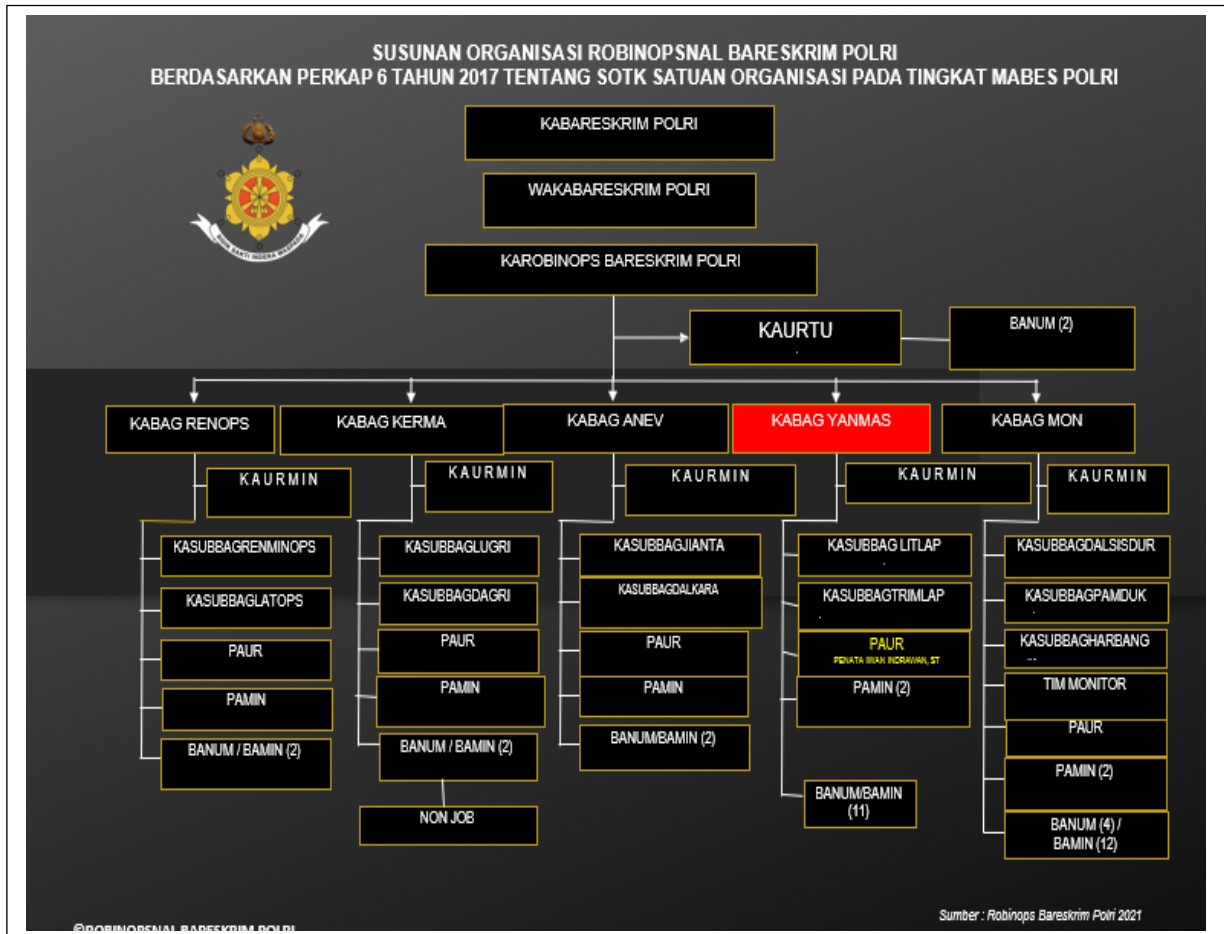 SUSUNAN ORGANISASI ROBINOPSNAL BARESKRIM POLRI
BERDASARKAN PERKAP 6 TAHUN 2017 TENTANG SOTK SATUAN ORGANISASI PADA TINGKAT MABES POLRI
KABARESKRIM POLRI
WAKABARESKRIM POLRI
KAROBINOPS BARESKRIM POLRI
KAURTU
BANUM (2)
KABAG RENOPS
KABAG KERMA
KABAG ANEV
KABAG YANMAS
KABAG MON
KAURMIN
KAURMIN
KAURMIN
KAURMIN
KAURMIN
KASUBBAGRENMINOPS
KASUBBAGLATOPS
PAUR
PAMIN
BANUM / BAMIN (2)
KASUBBAGLUGRI
KASUBBAGDAGRI
PAUR
PAMIN
BANUM / BAMIN (2)
NON JOB
KASUBBAGJIANTA
KASUBBAGDALKARA
PAUR
PAMIN
BANUM/BAMIN (2)
KASUBBAG LITLAP
KASUBBAGTRIMLAP
PAUR
PENATA IWAN INDRAWAN, ST
PAMIN (2)
BANUM/BAMIN
(11)
KASUBBAGDALSISDUR
KASUBBAGPAMDUK
KASUBBAGHARBANG
...
TIM MONITOR
PAUR
PAMIN (2)
BANUM (4) /
BAMIN (12)
Sumber : Robinops Bareskrim Polri 2021
©ROBINOPSNAL BARESKRIM POLRI